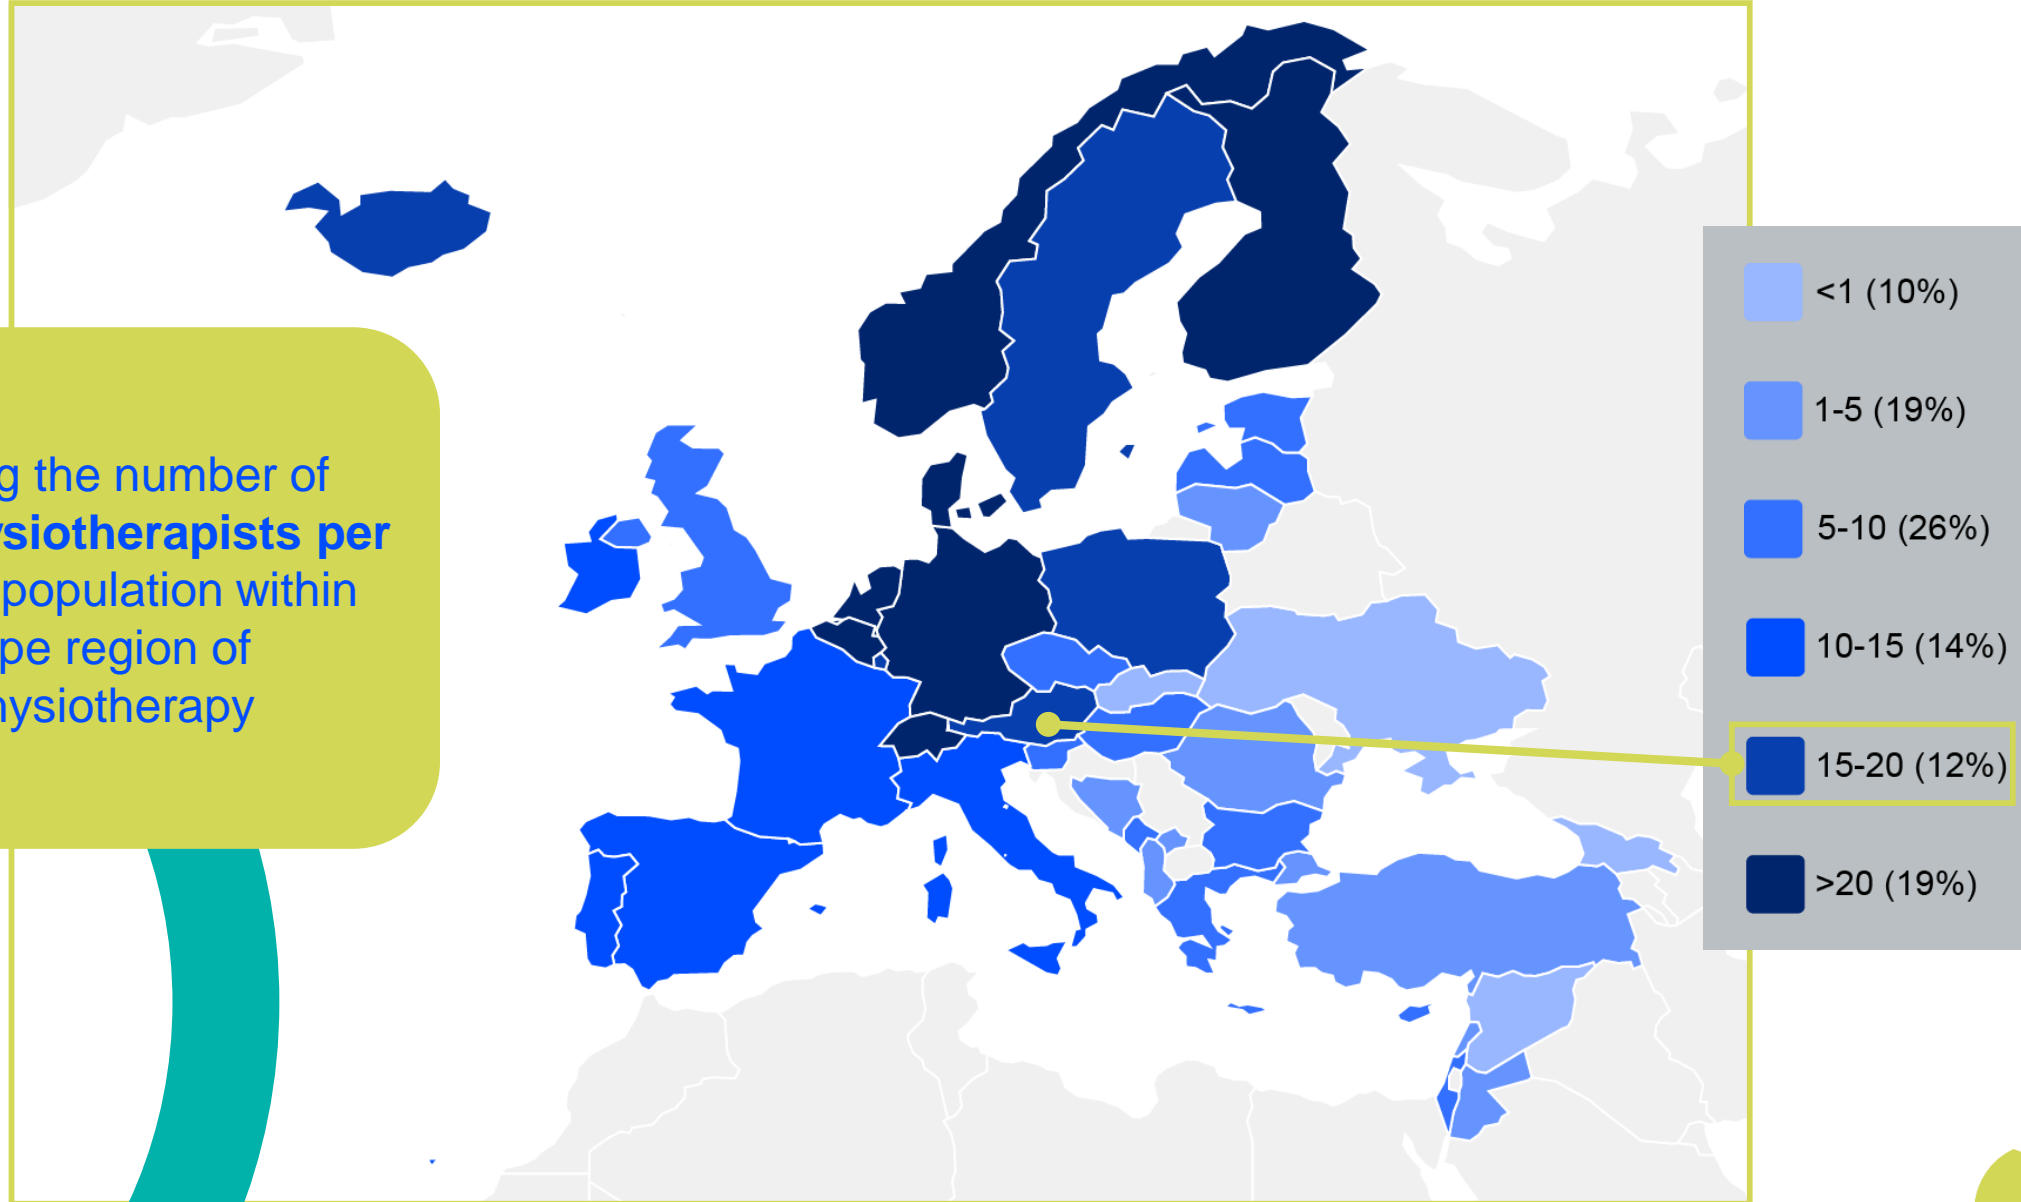 g the number of
ysiotherapists per
population within
pe region of
hysiotherapy
<1 (10%)
1-5 (19%)
5-10 (26%)
10-15 (14%)
15-20 (12%)
>20 (19%)